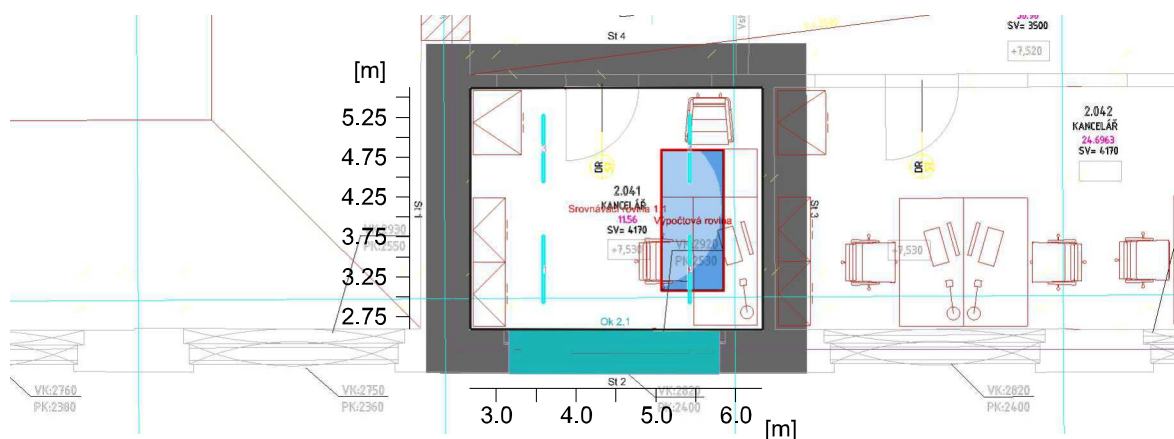 St 4
SV= 3500
+7,520
[m]
5.25
4.75
4.25
3.75
3.25
2.75
DR
DR
2.042
KANCELÁŘ
24.6963
SV= 4170
2.041
KANCELÁŘ
Srovnávací rovina 1.1
11.56
Výpočtová rovina
SV= 4170
+7,530
VK:2920
PK:2530
St 1
St 3
VK:2930
PK:2550
+7,530
Ok 2.1
St 2
VK:2760
PK:2380
VK:2750
PK:2360
VK:2820
PK:2400
VK:2820
PK:2400
3.0
4.0
5.0
6.0
[m]